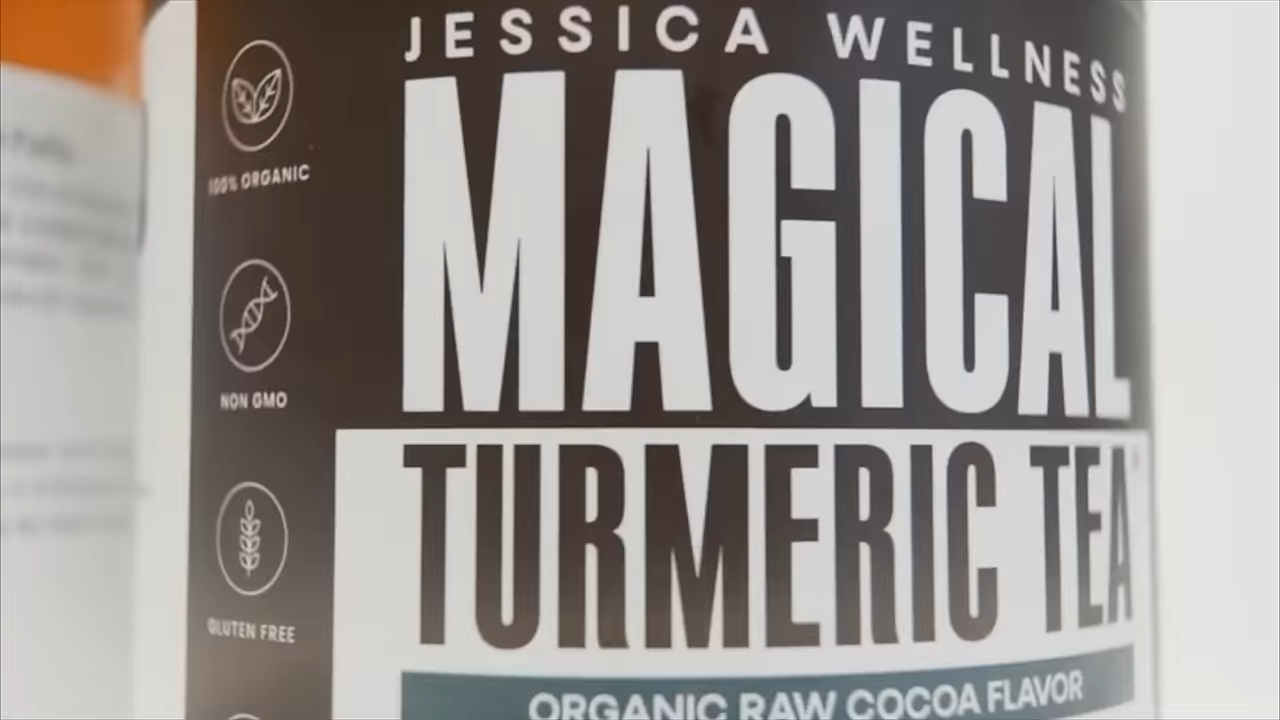 JESSICA WELLNESS
MAGICAL
TURMERIC TEA
ORGANIC RAW COCOA FLAVOR
100% ORGANIC
NON GMO
GLUTEN FREE